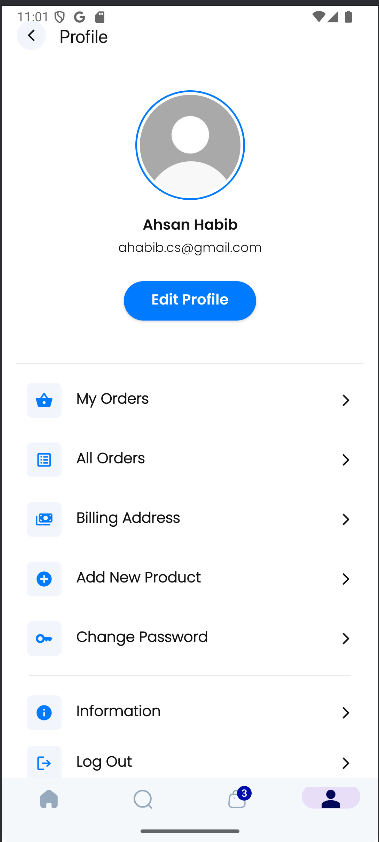 11:01
Profile
Ahsan Habib
ahabib.cs@gmail.com
Edit Profile
My Orders
All Orders
Billing Address
Add New Product
Change Password
Information
Log Out
3